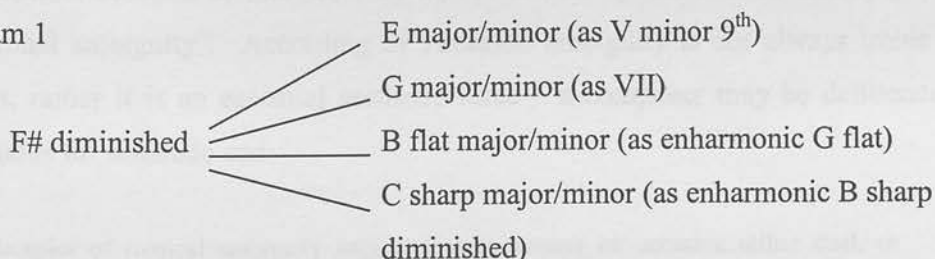 m 1
E major/minor (as V minor 9th)
G major/minor (as VII)
F# diminished
B flat major/minor (as enharmonic G flat)
C sharp major/minor (as enharmonic B sharp
diminished)